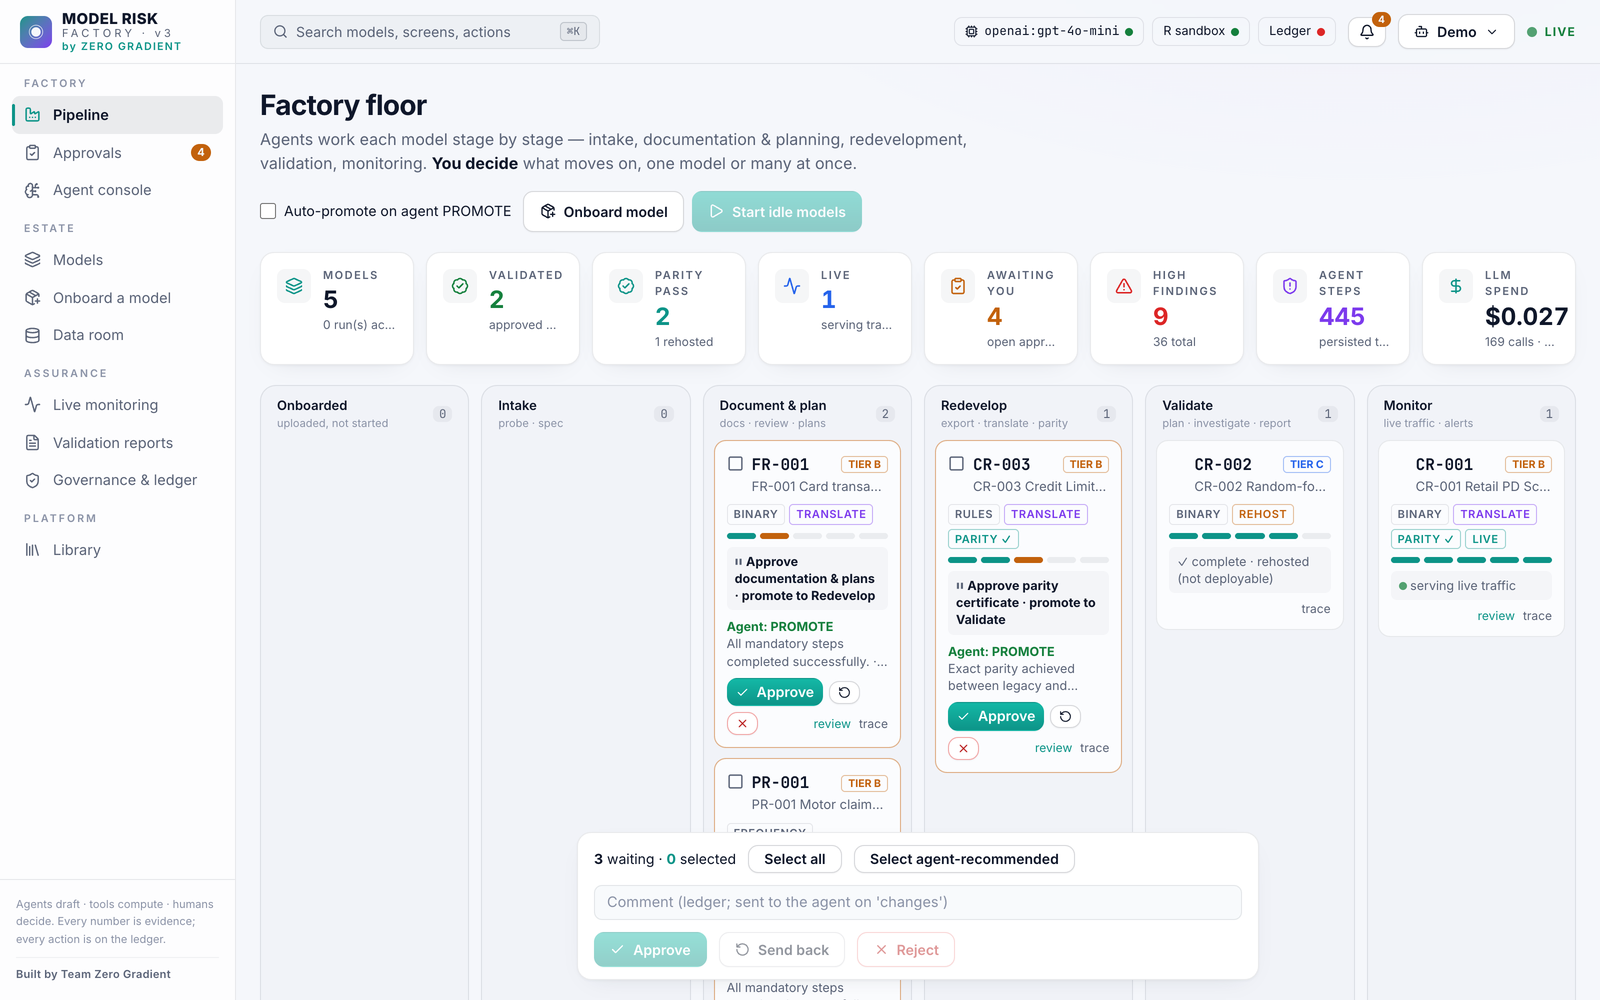 MODEL RISK
FACTORY · v3
by ZERO GRADIENT
Search models, screens, actions
⌘K
openai:gpt-4o-mini
R sandbox
Ledger
4
Demo
LIVE
FACTORY
Pipeline
Approvals
4
Agent console
ESTATE
Models
Onboard a model
Data room
ASSURANCE
Live monitoring
Validation reports
Governance & ledger
PLATFORM
Library
Agents draft · tools compute · humans
decide. Every number is evidence;
every action is on the ledger.
Built by Team Zero Gradient
Factory floor
Agents work each model stage by stage — intake, documentation & planning, redevelopment,
validation, monitoring. You decide what moves on, one model or many at once.
Auto-promote on agent PROMOTE
Onboard model
Start idle models
MODELS
5
0 run(s) ac...
VALIDATED
2
approved ...
PARITY
PASS
2
1 rehosted
LIVE
1
serving tra...
AWAITING
YOU
4
open appr...
HIGH
FINDINGS
9
36 total
AGENT
STEPS
445
persisted t...
LLM
SPEND
$0.027
169 calls · ...
Onboarded
0
uploaded, not started
Intake
0
probe · spec
Document & plan
2
docs · review · plans
FR-001
TIER B
FR-001 Card transa...
BINARY
TRANSLATE
Approve
documentation & plans
· promote to Redevelop
Agent: PROMOTE
All mandatory steps
completed successfully. ·...
Approve
review
trace
PR-001
TIER B
PR-001 Motor claim...
FREQUENCY
All mandatory steps
Redevelop
1
export · translate · parity
CR-003
TIER B
CR-003 Credit Limit...
RULES
TRANSLATE
PARITY ✓
Approve parity
certificate · promote to
Validate
Agent: PROMOTE
Exact parity achieved
between legacy and...
Approve
review
trace
Validate
1
plan · investigate · report
CR-002
TIER C
CR-002 Random-fo...
BINARY
REHOST
✓ complete · rehosted
(not deployable)
trace
Monitor
1
live traffic · alerts
CR-001
TIER B
CR-001 Retail PD Sc...
BINARY
TRANSLATE
PARITY ✓
LIVE
serving live traffic
review
trace
3 waiting · 0 selected
Select all
Select agent-recommended
Comment (ledger; sent to the agent on 'changes')
Approve
Send back
Reject